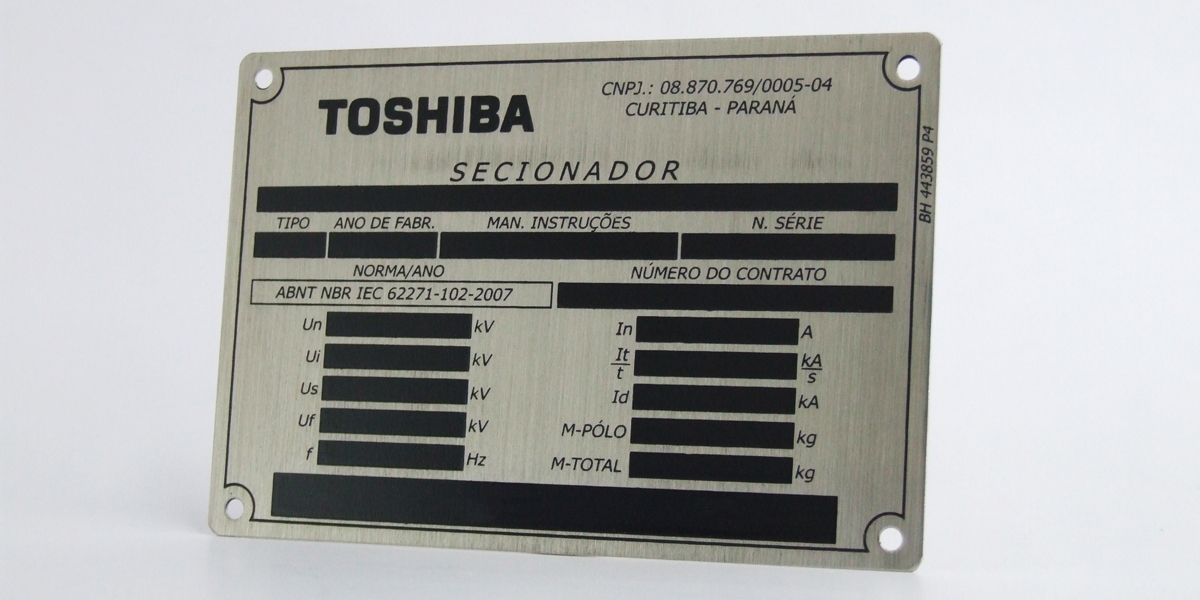 TOSHIBA
CNPJ.: 08.870.769/0005-04
CURITIBA - PARANÁ
BH 443859 P4
SECIONADOR
TIPO ANO DE FABR. MAN. INSTRUÇÕES N. SÉRIE
NORMA/ANO NÚMERO DO CONTRATO
ABNT NBR IEC 62271-102-2007
Un kV In A
Ui kV It/t kA/s
Us kV Id kA
Uf kV M-PÓLO kg
f Hz M-TOTAL kg